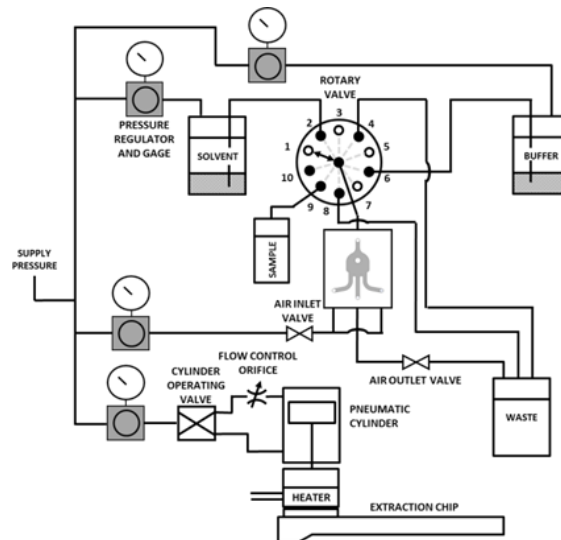 ROTARY
VALVE
3
2
4
PRESSURE
REGULATOR
AND GAGE
SOLVENT
1
5
BUFFER
10
6
9
8
7
SAMPLE
SUPPLY
PRESSURE
AIR INLET
VALVE
CYLINDER
OPERATING
VALVE
FLOW CONTROL
ORIFICE
AIR OUTLET VALVE
PNEUMATIC
CYLINDER
WASTE
HEATER
EXTRACTION CHIP